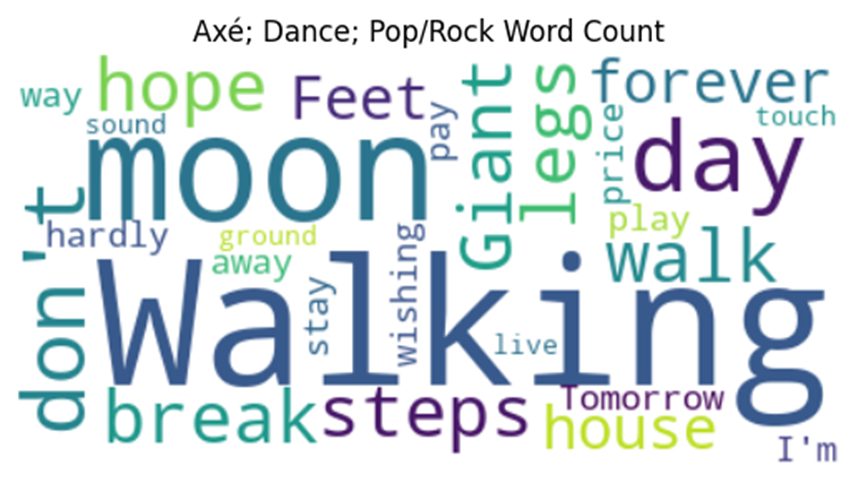 Axé; Dance; Pop/Rock Word Count
way
hope
Feet
pay
Giant
legs
forever
sound
touch
moon
price
day
don't
hardly
ground
play
away
wishing
walk
stay
Walking
live
break
steps
Tomorrow
house
I'm